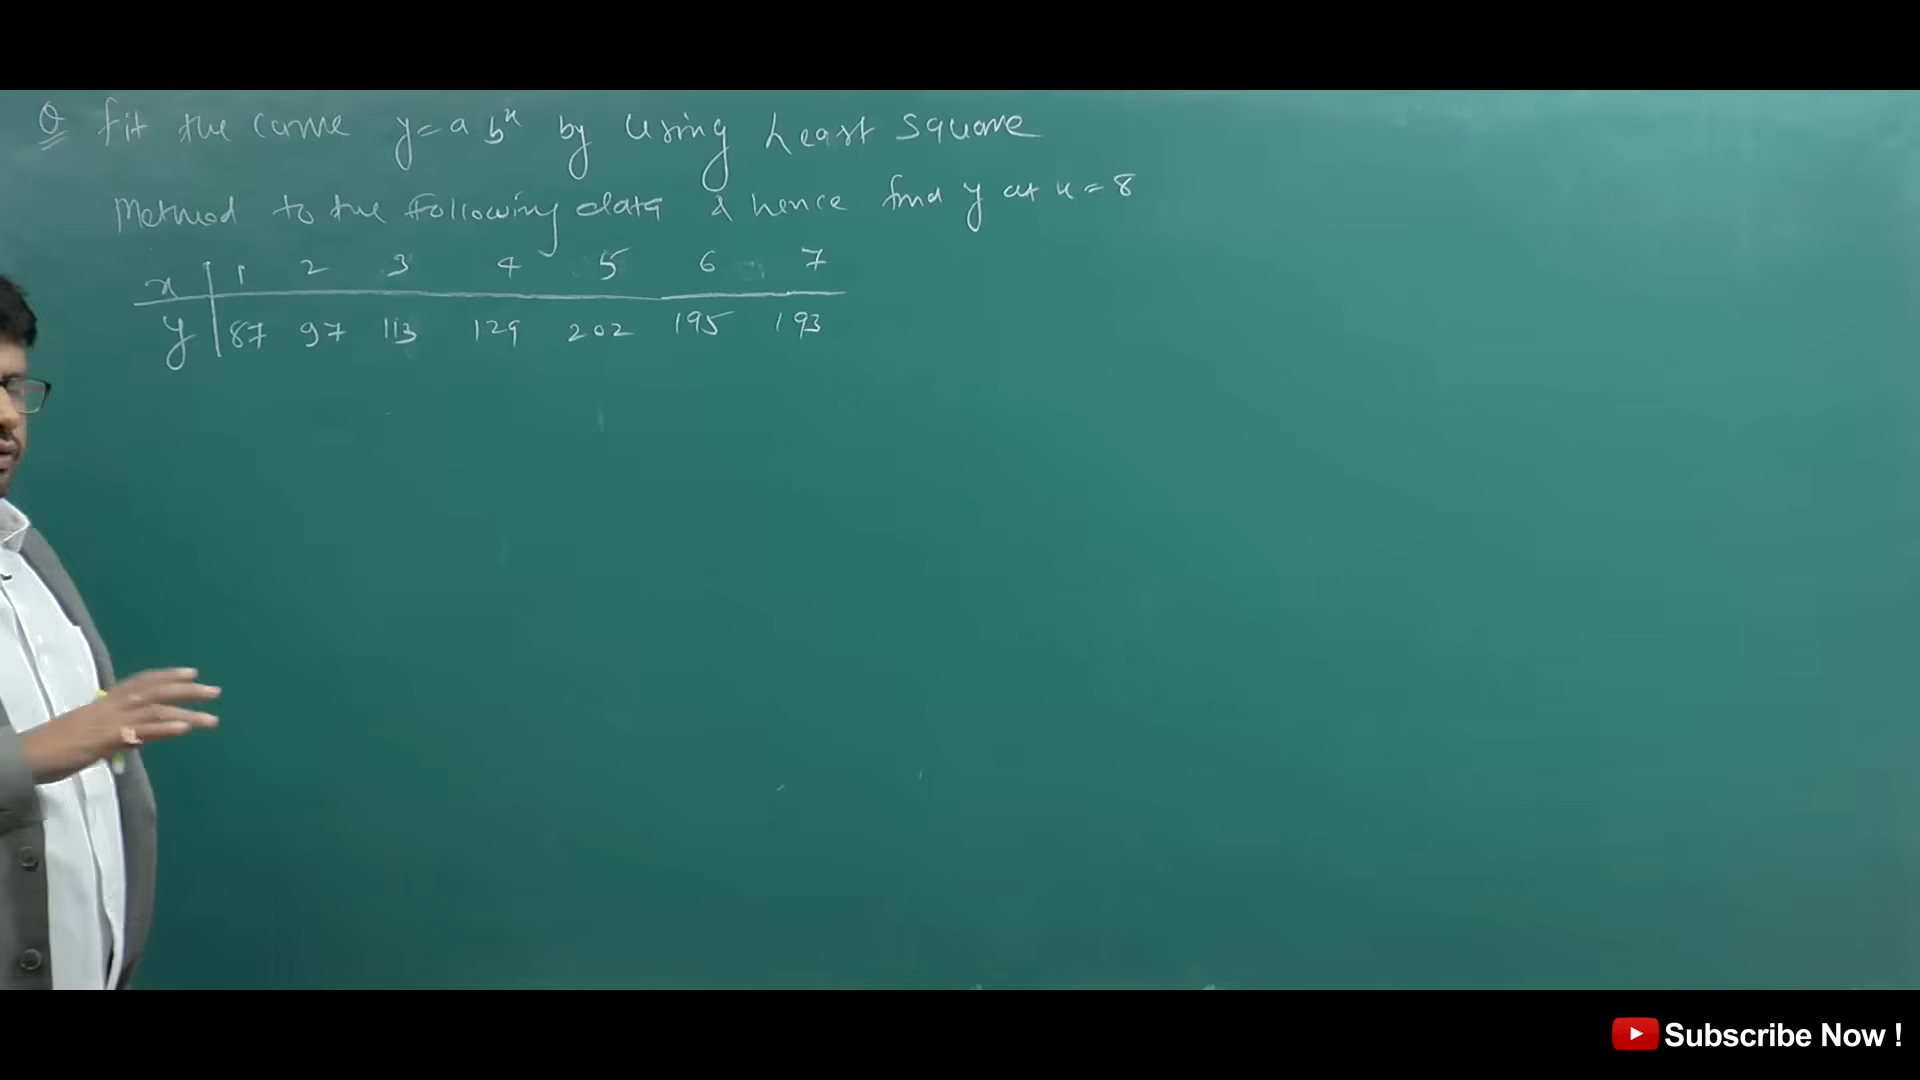 Q Fit the curve y = a bˣ by using Least Square
Method to the following data & hence find y at x = 8
x 1 2 3 4 5 6 7
y 87 97 113 129 202 195 193
Subscribe Now !